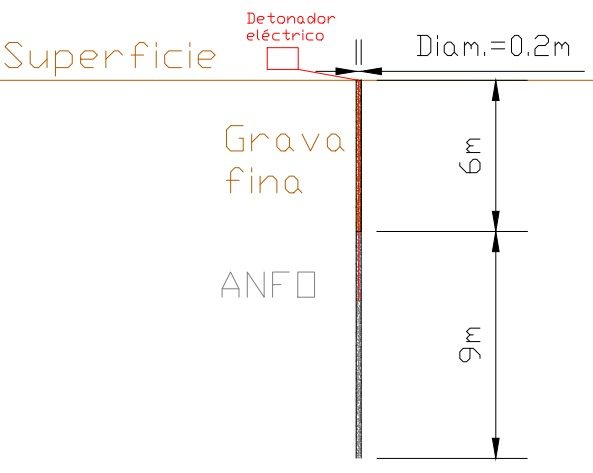 Detonador
eléctrico
Superficie
Diam.=0.2m
Grava
fina
6m
ANFO
9m